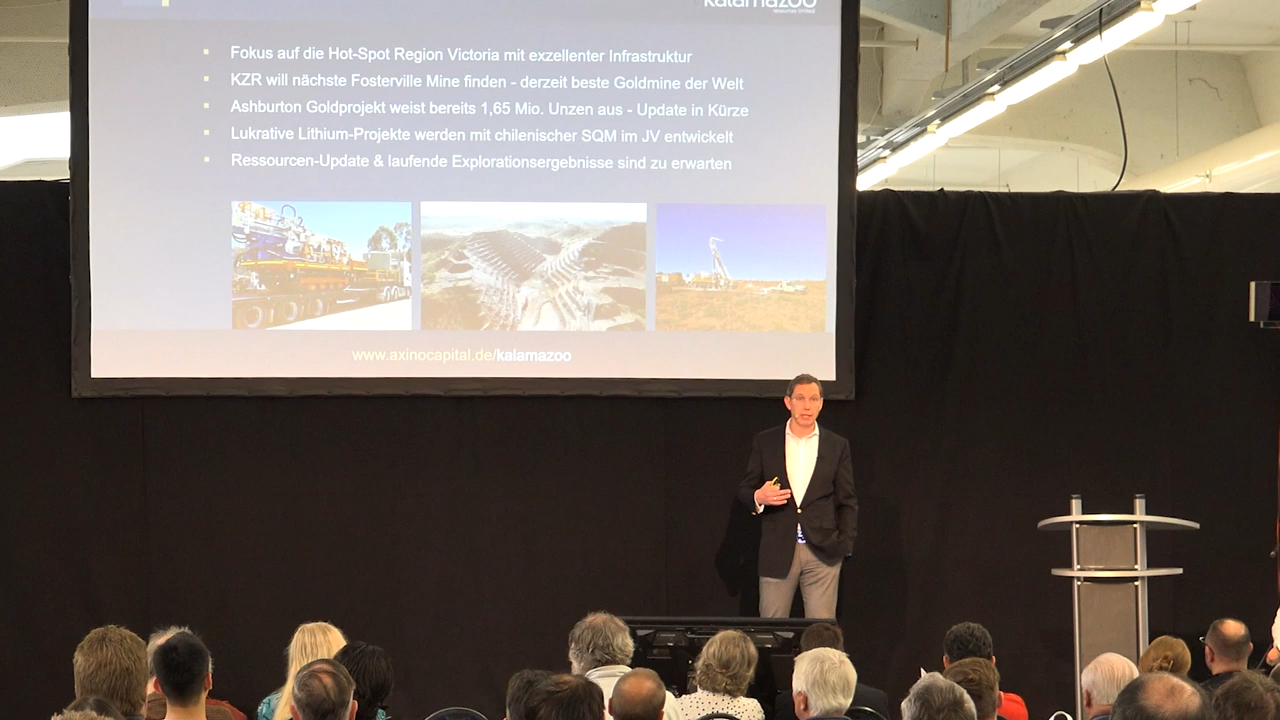 kalamazoo
resources limited
Fokus auf die Hot-Spot Region Victoria mit exzellenter Infrastruktur
KZR will nächste Fosterville Mine finden - derzeit beste Goldmine der Welt
Ashburton Goldprojekt weist bereits 1,65 Mio. Unzen aus - Update in Kürze
Lukrative Lithium-Projekte werden mit chilenischer SQM im JV entwickelt
Ressourcen-Update & laufende Explorationsergebnisse sind zu erwarten
www.axinocapital.de/kalamazoo